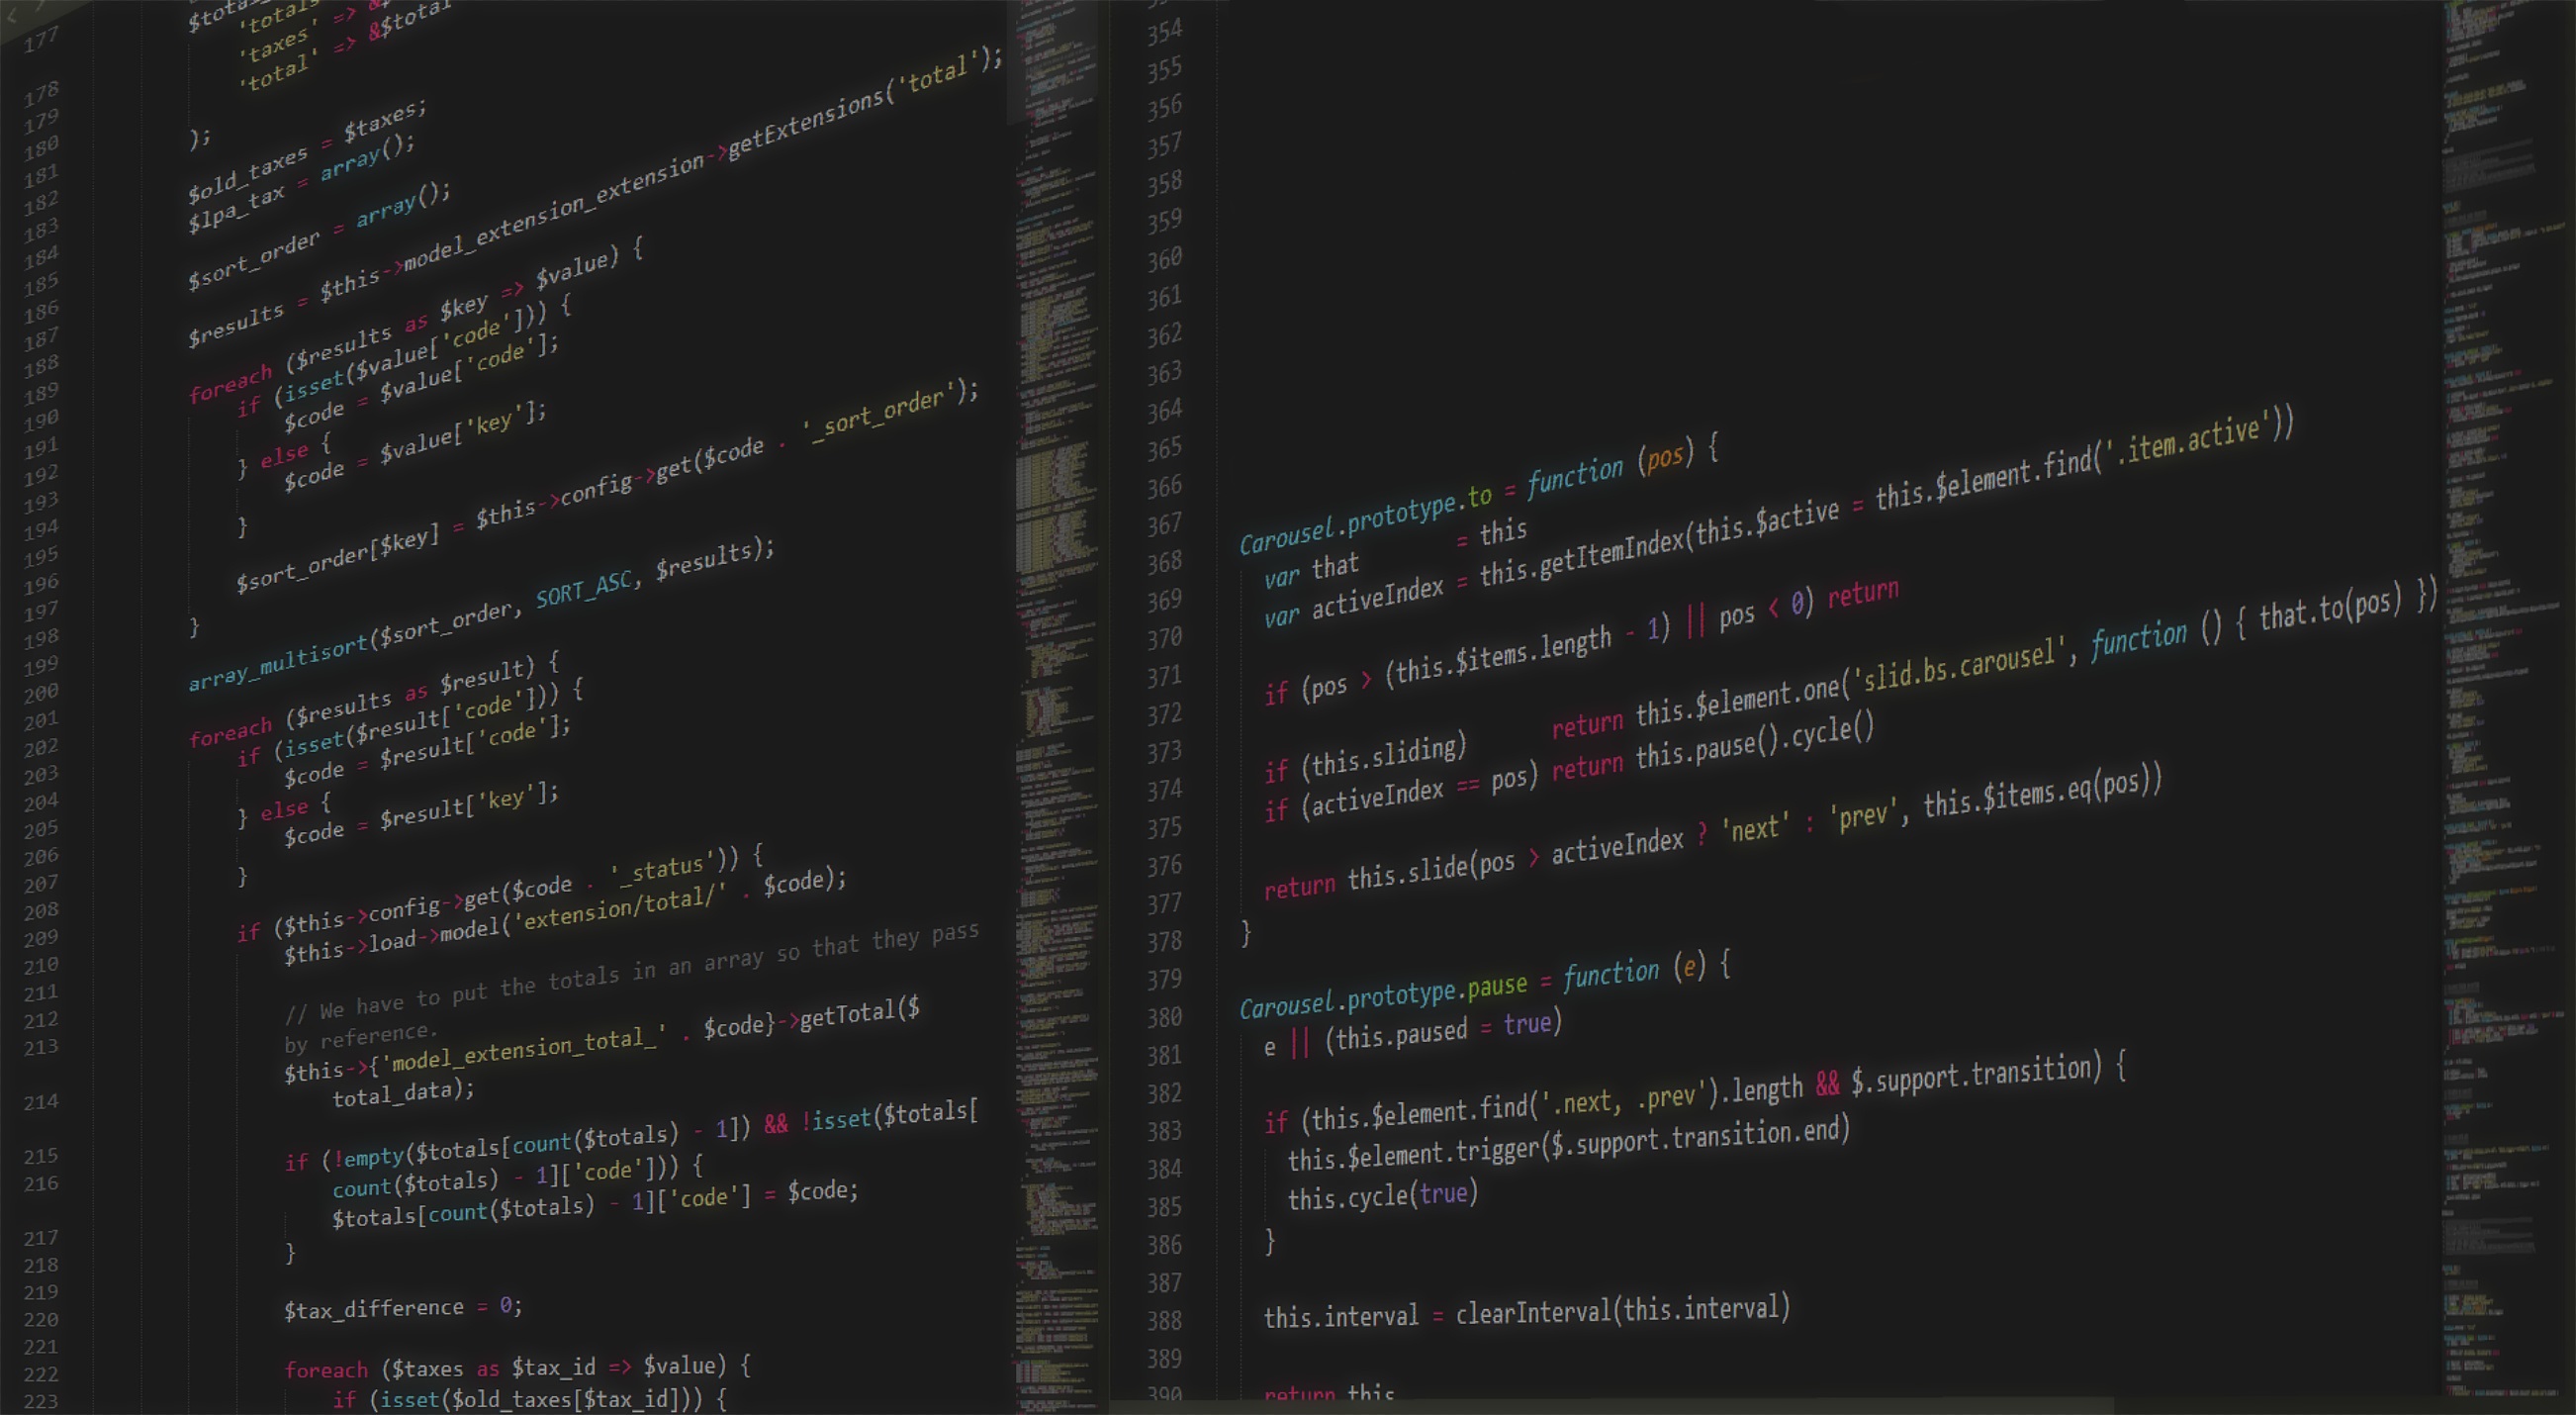 177
178
179
180
181
182
183
184
185
186
187
188
189
190
191
192
193
194
195
196
197
198
199
200
201
202
203
204
205
206
207
208
209
210
211
212
213
214
215
216
217
218
219
220
221
222
223
'taxes' => &$total
'total' =>
);
$old_taxes = $taxes;
$lpa_tax = array();
$sort_order = array();
$results = $this->model_extension_extension->getExtensions('total');
foreach ($results as $key => $value) {
if (isset($value['code'])) {
$code = $value['code'];
} else {
$code = $value['key'];
}
$sort_order[$key] = $this->config->get($code . '_sort_order');
}
array_multisort($sort_order, SORT_ASC, $results);
foreach ($results as $result) {
if (isset($result['code'])) {
$code = $result['code'];
} else {
$code = $result['key'];
}
if ($this->config->get($code . '_status')) {
$this->load->model('extension/total/' . $code);
// We have to put the totals in an array so that they pass
by reference.
$this->{'model_extension_total_' . $code}->getTotal($
total_data);
if (!empty($totals[count($totals) - 1]) && !isset($totals[
count($totals) - 1]['code'])) {
$totals[count($totals) - 1]['code'] = $code;
}
$tax_difference = 0;
foreach ($taxes as $tax_id => $value) {
if (isset($old_taxes[$tax_id])) {
354
355
356
357
358
359
360
361
362
363
364
365
366
367
368
369
370
371
372
373
374
375
376
377
378
379
380
381
382
383
384
385
386
387
388
389
390
Carousel.prototype.to = function (pos) {
var that = this
var activeIndex = this.getItemIndex(this.$active = this.$element.find('.item.active'))
if (pos > (this.$items.length - 1) || pos < 0) return
if (this.sliding) return this.$element.one('slid.bs.carousel', function () { that.to(pos) })
if (activeIndex == pos) return this.pause().cycle()
return this.slide(pos > activeIndex ? 'next' : 'prev', this.$items.eq(pos))
}
Carousel.prototype.pause = function (e) {
e || (this.paused = true)
if (this.$element.find('.next, .prev').length && $.support.transition) {
this.$element.trigger($.support.transition.end)
this.cycle(true)
}
this.interval = clearInterval(this.interval)
return this